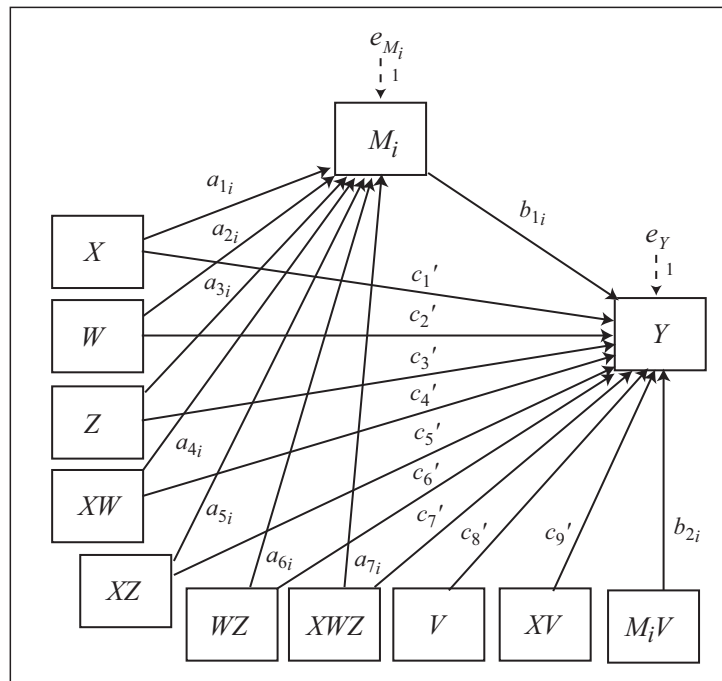 e_{M_i}
1
M_i
a_{1i}
a_{2i}
b_{1i}
X
e_Y
a_{3i}
c_1'
1
W
c_2'
Y
c_3'
Z
c_4'
a_{4i}
c_5'
XW
c_6'
a_{5i}
c_7'
c_8'
c_9'
b_{2i}
a_{6i}
a_{7i}
XZ
WZ
XWZ
V
XV
M_iV